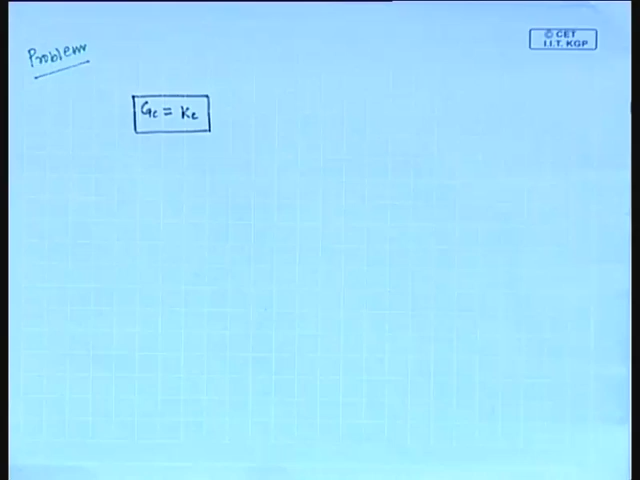 Problem
© CET
I.I.T. KGP
Gc = Kc